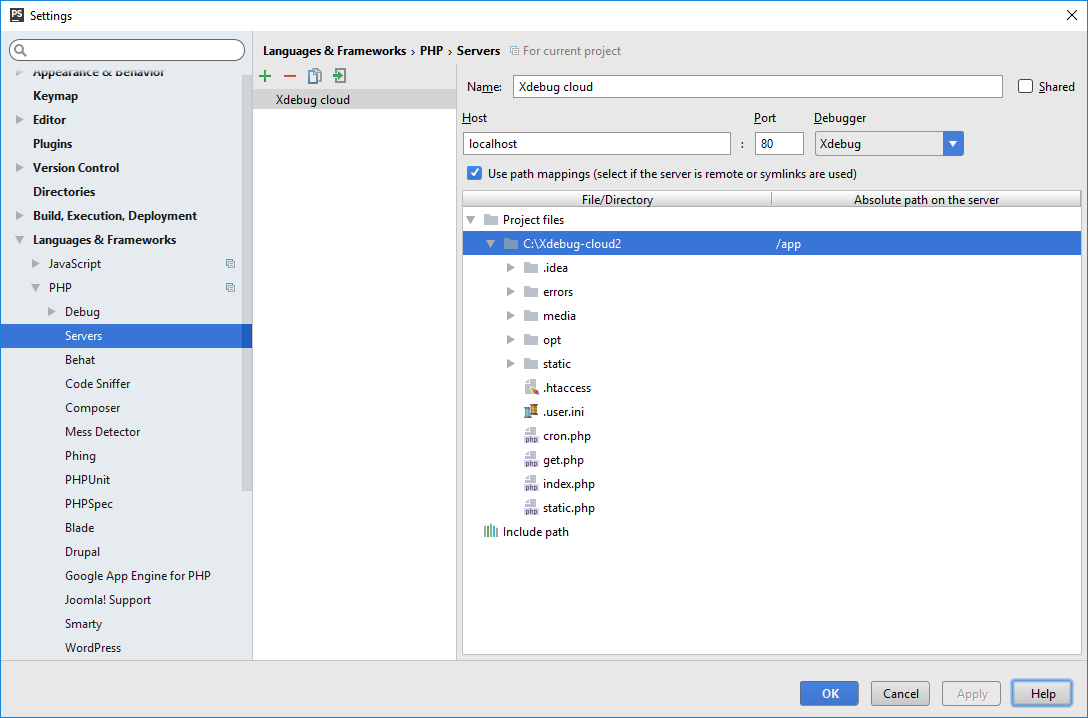 PS Settings
Languages & Frameworks › PHP › Servers For current project
Appearance & Behavior
Keymap
Editor
Plugins
Version Control
Directories
Build, Execution, Deployment
Languages & Frameworks
JavaScript
PHP
Debug
Servers
Behat
Code Sniffer
Composer
Mess Detector
Phing
PHPUnit
PHPSpec
Blade
Drupal
Google App Engine for PHP
Joomla! Support
Smarty
WordPress
Xdebug cloud
Name: Xdebug cloud Shared
Host Port Debugger
localhost : 80 Xdebug
Use path mappings (select if the server is remote or symlinks are used)
File/Directory Absolute path on the server
Project files
C:\Xdebug-cloud2 /app
.idea
errors
media
opt
static
.htaccess
.user.ini
php cron.php
php get.php
php index.php
php static.php
Include path
OK Cancel Apply Help